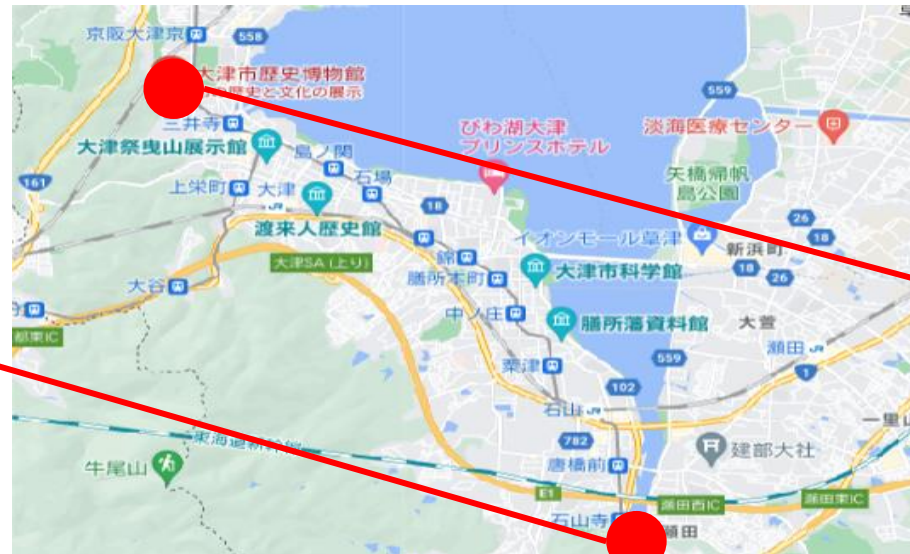 京阪大津京
558
大津市歴史博物館
の歴史と文化の展示
559
三井寺
びわ湖大津
プリンスホテル
淡海医療センター
大津祭曳山展示館
島ノ関
矢橋帰帆
島公園
161
上栄町
大津
石場
18
26
渡来人歴史館
イオンモール草津
新浜町
18
大津SA (上り)
錦
大津市科学館
18
26
大谷
膳所本町
中ノ庄
膳所藩資料館
大萱
都東IC
瀬田
559
粟津
1
102
石山
一里山
782
東海道新幹線
建部大社
牛尾山
唐橋前
E1
瀬田西IC
瀬田東IC
石山寺
瀬田